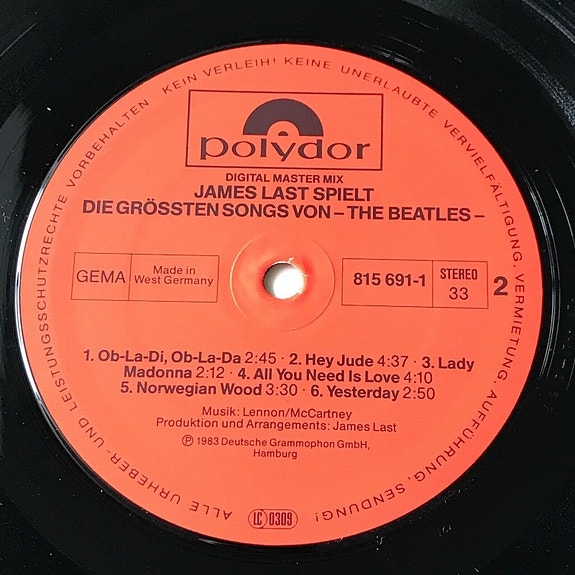 ALLE URHEBER- UND LEISTUNGSSCHUTZRECHTE VORBEHALTEN · KEIN VERLEIH! KEINE UNERLAUBTE VERVIELFÄLTIGUNG, VERMIETUNG, AUFFÜHRUNG, SENDUNG!
polydor
DIGITAL MASTER MIX
JAMES LAST SPIELT
DIE GRÖSSTEN SONGS VON – THE BEATLES –
GEMA
Made in
West Germany
815 691-1
STEREO
33
2
1. Ob-La-Di, Ob-La-Da 2:45 · 2. Hey Jude 4:37 · 3. Lady
Madonna 2:12 · 4. All You Need Is Love 4:10
5. Norwegian Wood 3:30 · 6. Yesterday 2:50
Musik: Lennon/McCartney
Produktion und Arrangements: James Last
Ⓟ 1983 Deutsche Grammophon GmbH,
Hamburg
LC 0309